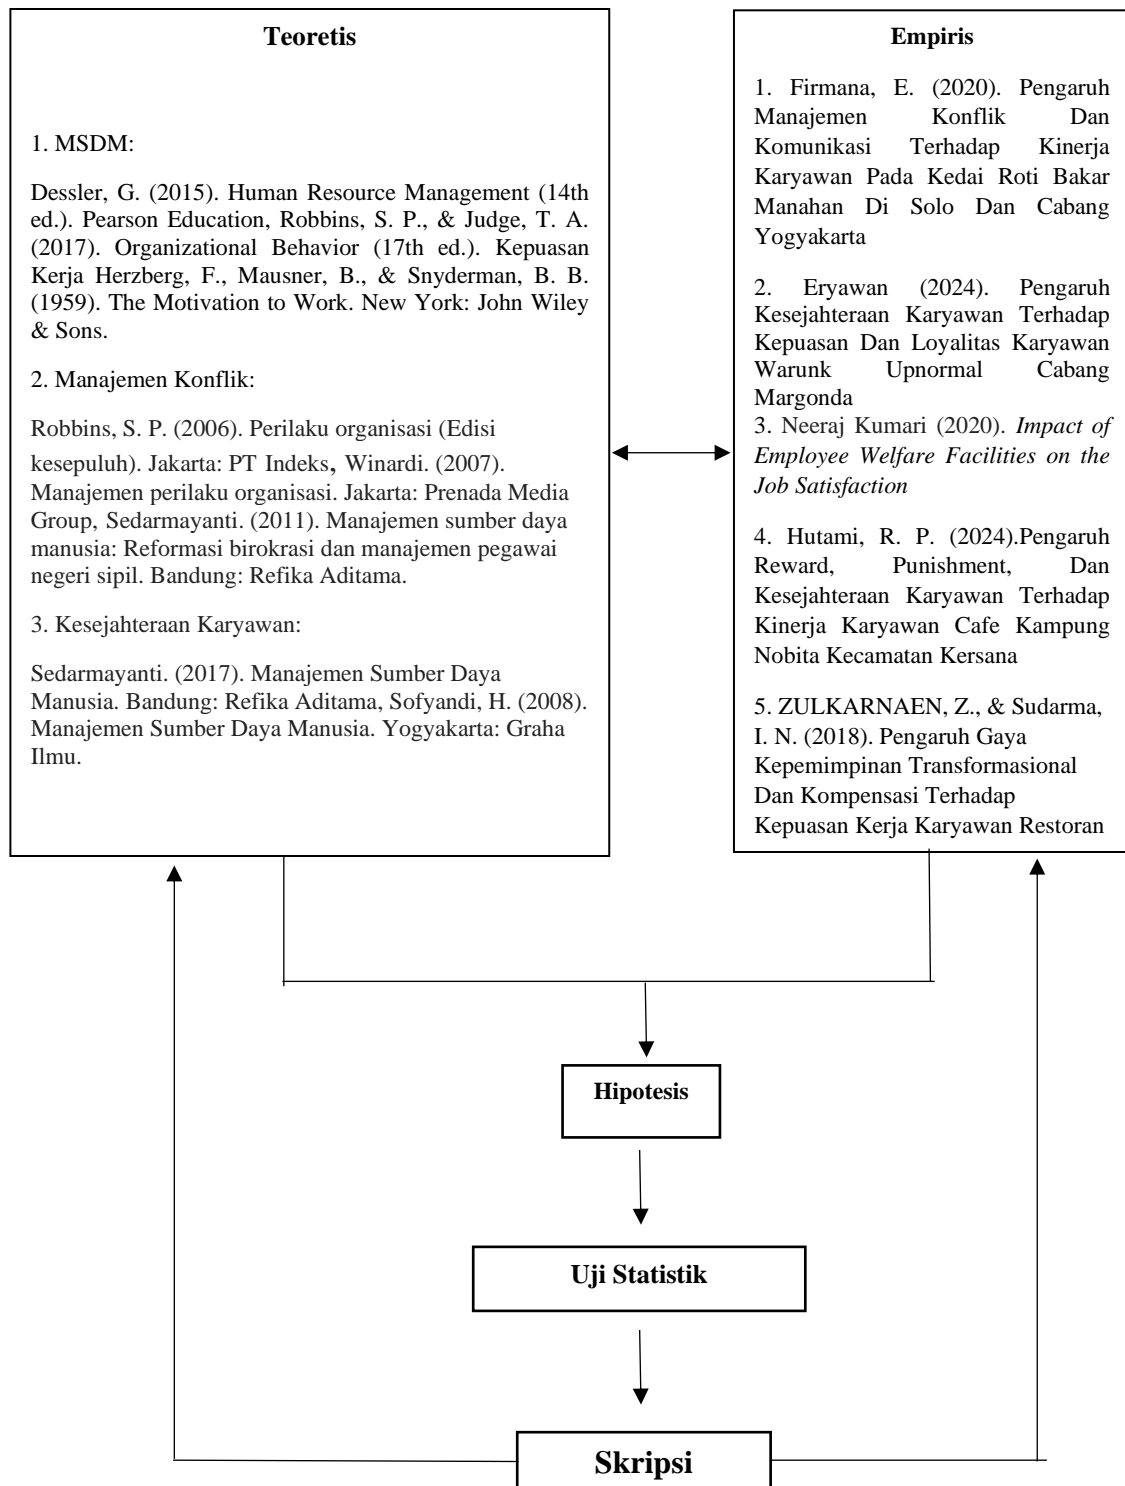 Teoretis
1. MSDM:
Dessler, G. (2015). Human Resource Management (14th
ed.). Pearson Education, Robbins, S. P., & Judge, T. A.
(2017). Organizational Behavior (17th ed.). Kepuasan
Kerja Herzberg, F., Mausner, B., & Snyderman, B. B.
(1959). The Motivation to Work. New York: John Wiley
& Sons.
2. Manajemen Konflik:
Robbins, S. P. (2006). Perilaku organisasi (Edisi
kesepuluh). Jakarta: PT Indeks, Winardi. (2007).
Manajemen perilaku organisasi. Jakarta: Prenada Media
Group, Sedarmayanti. (2011). Manajemen sumber daya
manusia: Reformasi birokrasi dan manajemen pegawai
negeri sipil. Bandung: Refika Aditama.
3. Kesejahteraan Karyawan:
Sedarmayanti. (2017). Manajemen Sumber Daya
Manusia. Bandung: Refika Aditama, Sofyandi, H. (2008).
Manajemen Sumber Daya Manusia. Yogyakarta: Graha
Ilmu.
Empiris
1. Firmana, E. (2020). Pengaruh
Manajemen Konflik Dan
Komunikasi Terhadap Kinerja
Karyawan Pada Kedai Roti Bakar
Manahan Di Solo Dan Cabang
Yogyakarta
2. Eryawan (2024). Pengaruh
Kesejahteraan Karyawan Terhadap
Kepuasan Dan Loyalitas Karyawan
Warunk Upnormal Cabang
Margonda
3. Neeraj Kumari (2020). Impact of
Employee Welfare Facilities on the
Job Satisfaction
4. Hutami, R. P. (2024).Pengaruh
Reward, Punishment, Dan
Kesejahteraan Karyawan Terhadap
Kinerja Karyawan Cafe Kampung
Nobita Kecamatan Kersana
5. ZULKARNAEN, Z., & Sudarma,
I. N. (2018). Pengaruh Gaya
Kepemimpinan Transformasional
Dan Kompensasi Terhadap
Kepuasan Kerja Karyawan Restoran
Hipotesis
Uji Statistik
Skripsi